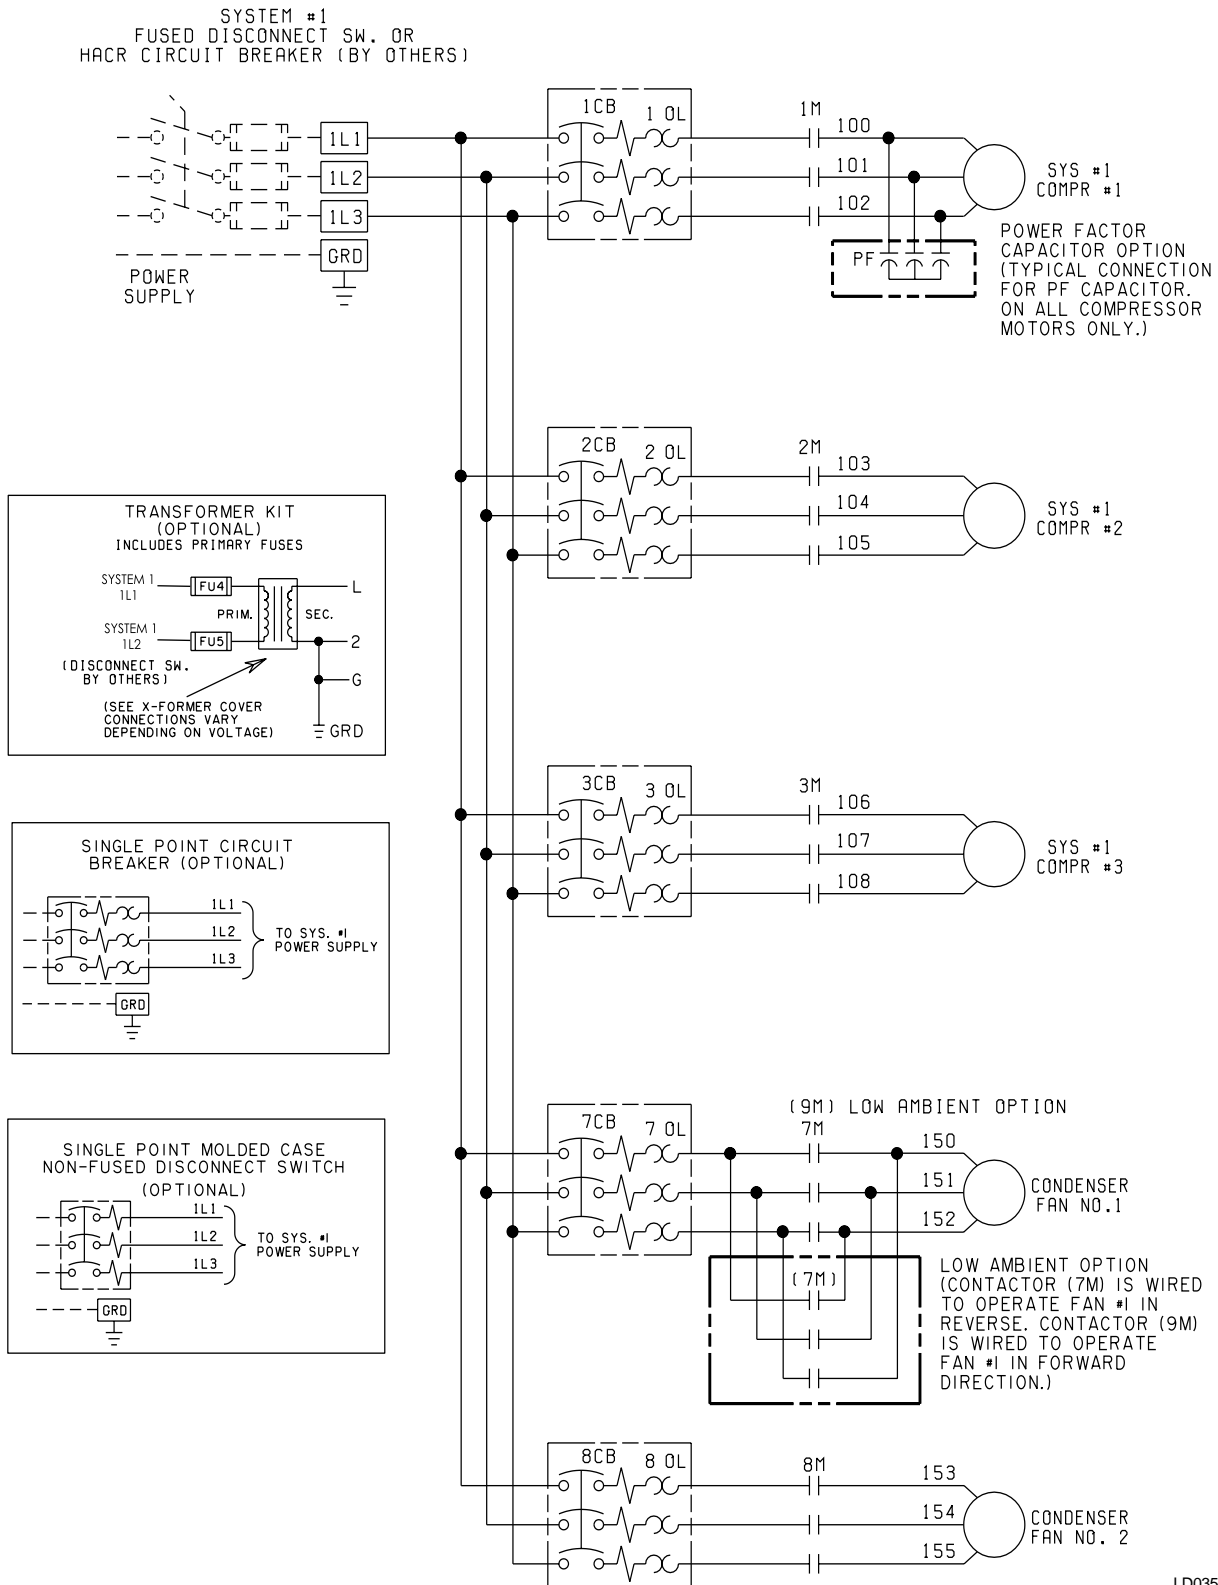 SYSTEM #1
FUSED DISCONNECT SW. OR
HACR CIRCUIT BREAKER (BY OTHERS)
1L1
1L2
1L3
GRD
POWER
SUPPLY
1CB
1 OL
1M
100
101
102
SYS #1
COMPR #1
PF
POWER FACTOR
CAPACITOR OPTION
(TYPICAL CONNECTION
FOR PF CAPACITOR.
ON ALL COMPRESSOR
MOTORS ONLY.)
2CB
2 OL
2M
103
104
105
SYS #1
COMPR #2
TRANSFORMER KIT
(OPTIONAL)
INCLUDES PRIMARY FUSES
SYSTEM 1
1L1
FU4
L
PRIM.
SEC.
SYSTEM 1
1L2
FU5
2
(DISCONNECT SW.
BY OTHERS)
G
(SEE X-FORMER COVER
CONNECTIONS VARY
DEPENDING ON VOLTAGE)
GRD
3CB
3 OL
3M
106
107
108
SYS #1
COMPR #3
SINGLE POINT CIRCUIT
BREAKER (OPTIONAL)
1L1
1L2
1L3
TO SYS. #1
POWER SUPPLY
GRD
SINGLE POINT MOLDED CASE
NON-FUSED DISCONNECT SWITCH
(OPTIONAL)
1L1
1L2
1L3
TO SYS. #1
POWER SUPPLY
GRD
(9M) LOW AMBIENT OPTION
7CB
7 OL
7M
150
151
152
CONDENSER
FAN NO.1
(7M)
LOW AMBIENT OPTION
(CONTACTOR (7M) IS WIRED
TO OPERATE FAN #1 IN
REVERSE. CONTACTOR (9M)
IS WIRED TO OPERATE
FAN #1 IN FORWARD
DIRECTION.)
8CB
8 OL
8M
153
154
155
CONDENSER
FAN NO. 2
LD035